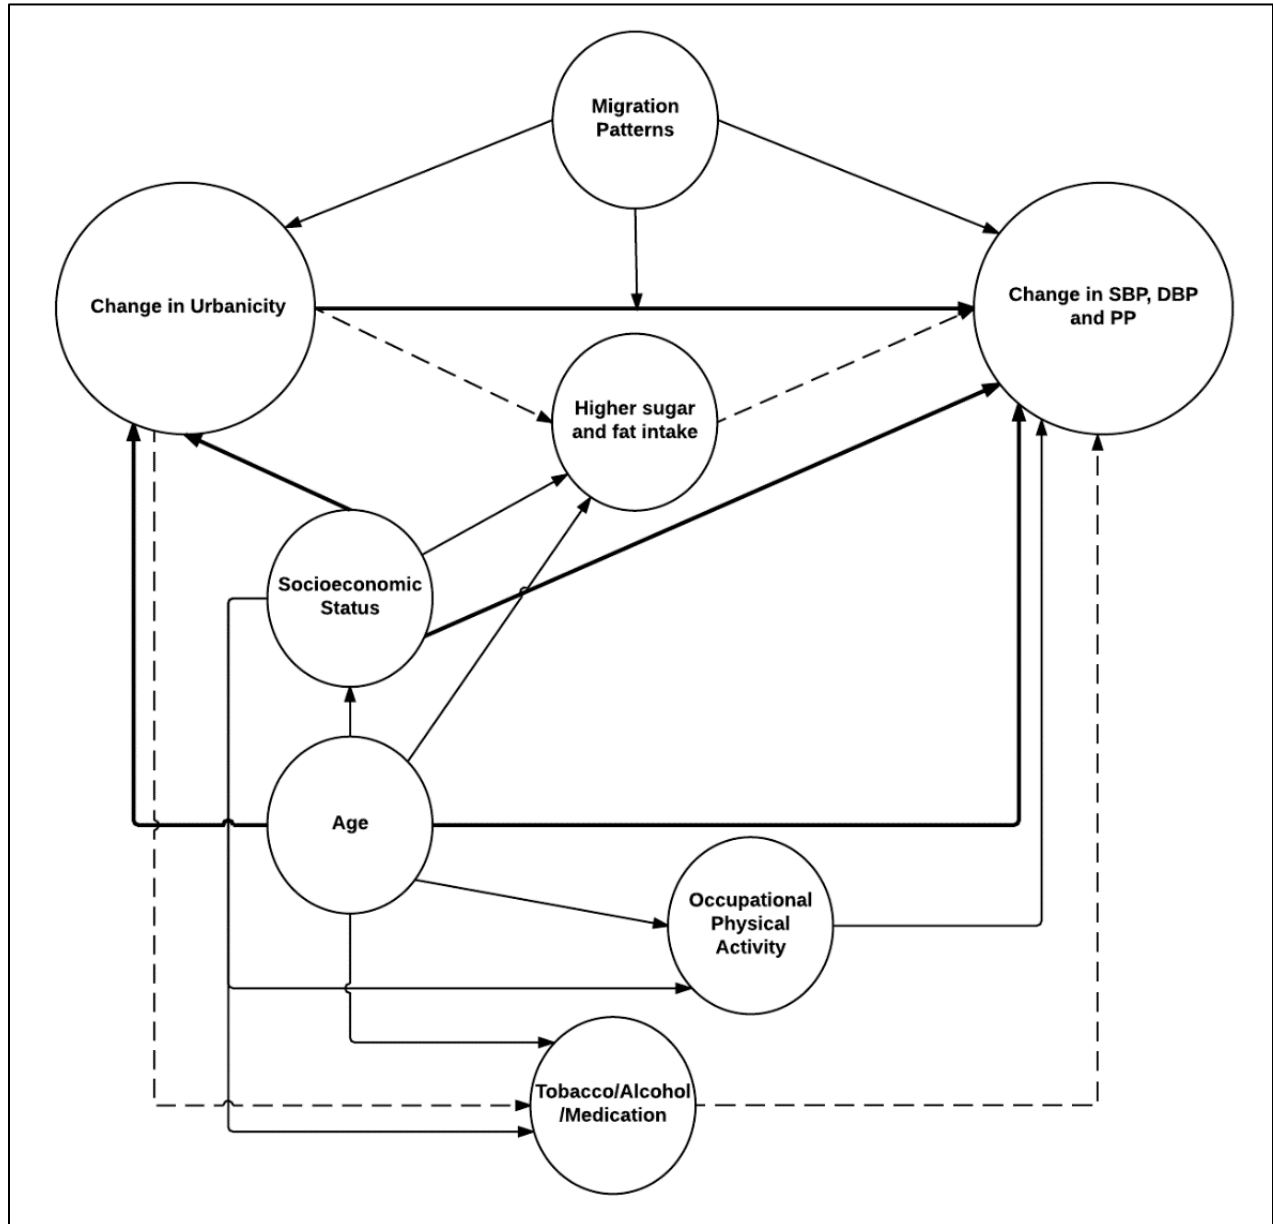 Migration
Patterns
Change in Urbanicity
Change in SBP, DBP
and PP
Higher sugar
and fat intake
Socioeconomic
Status
Age
Occupational
Physical
Activity
Tobacco/Alcohol
/Medication